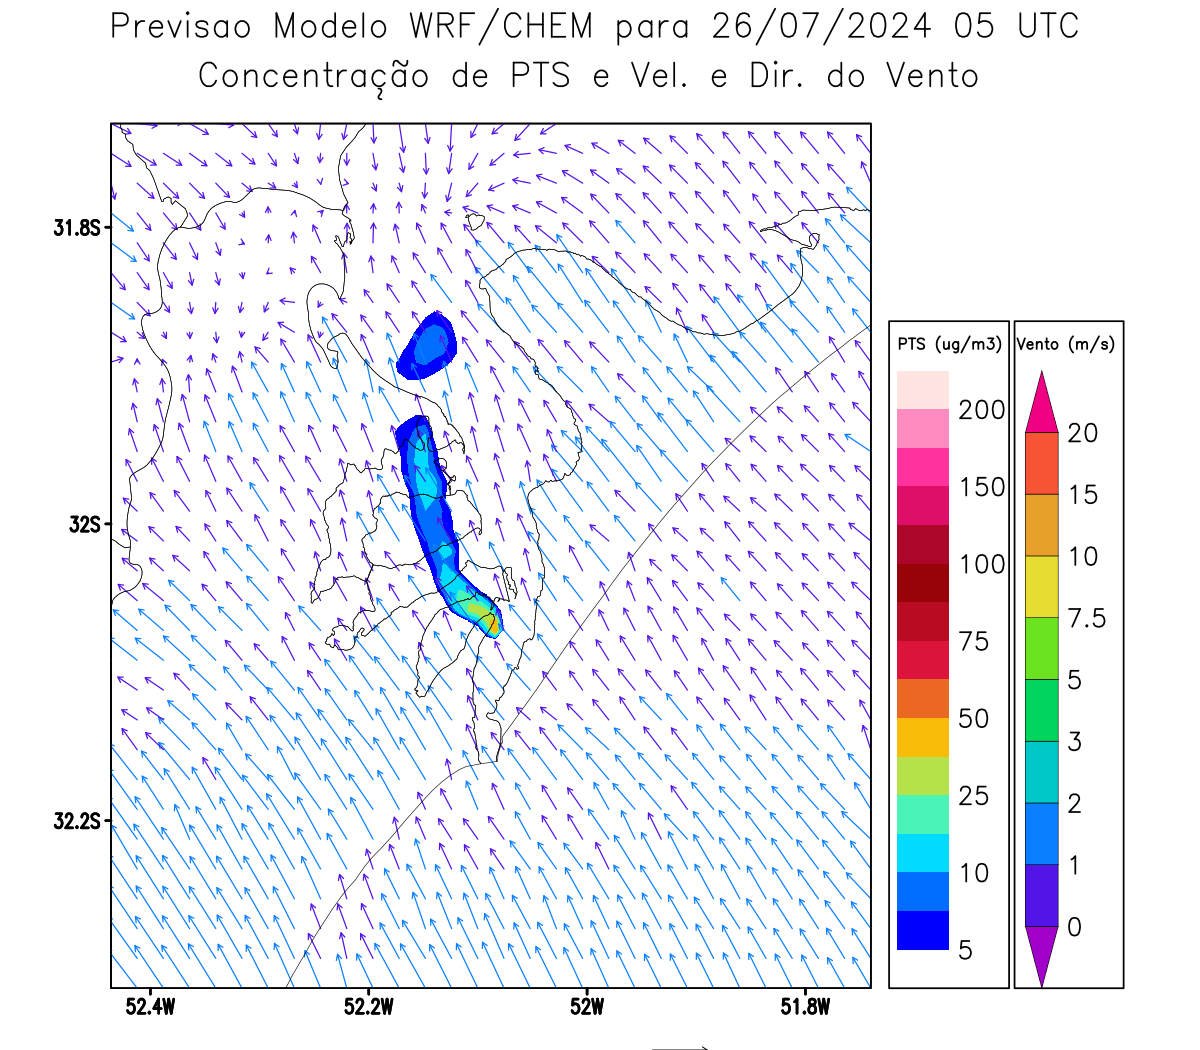 Previsao Modelo WRF/CHEM para 26/07/2024 05 UTC
Concentração de PTS e Vel. e Dir. do Vento
31.8S
32S
32.2S
52.4W
52.2W
52W
51.8W
PTS (ug/m3)
200
150
100
75
50
25
10
5
Vento (m/s)
20
15
10
7.5
5
3
2
1
0